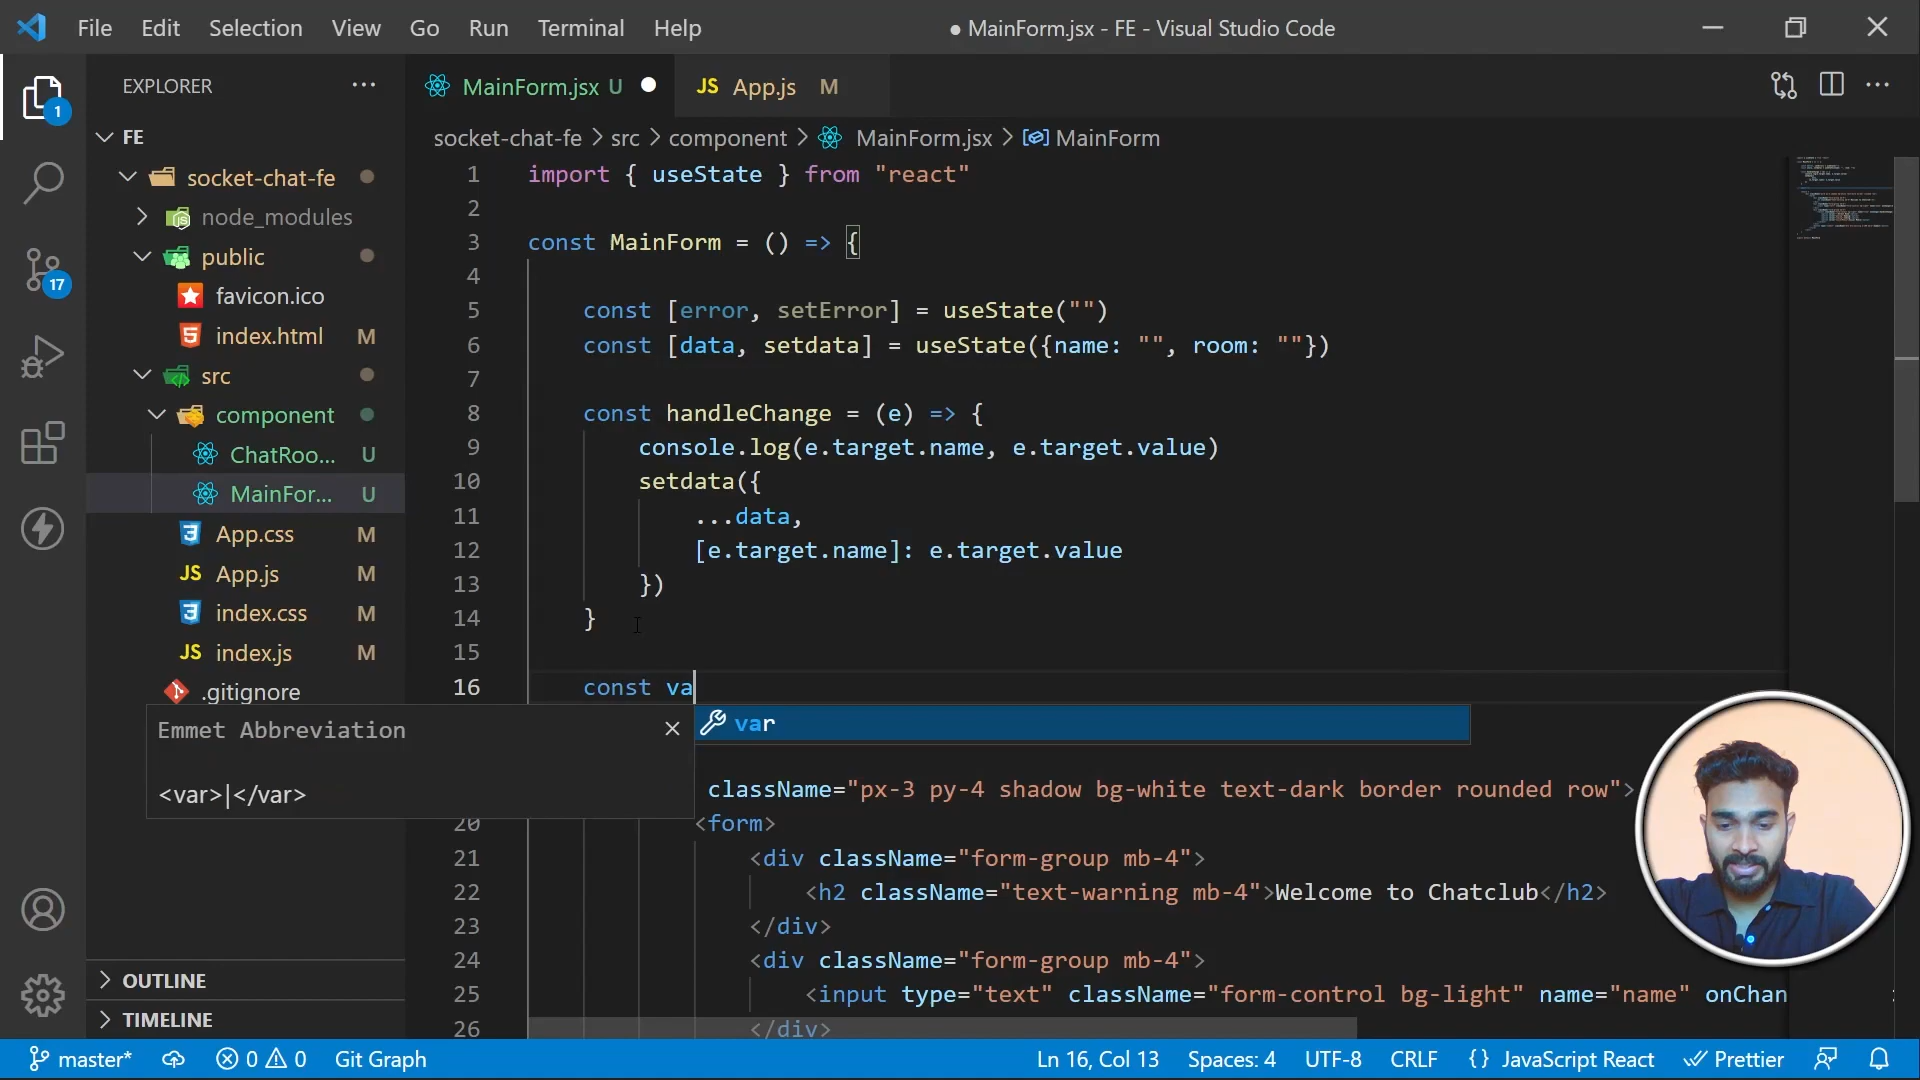 File Edit Selection View Go Run Terminal Help
● MainForm.jsx - FE - Visual Studio Code
EXPLORER
MainForm.jsx U
JS App.js M
1
FE
socket-chat-fe > src > component > MainForm.jsx > MainForm
socket-chat-fe
node_modules
public
favicon.ico
index.html M
src
component
ChatRoo... U
MainFor... U
App.css M
JS App.js M
index.css M
JS index.js M
.gitignore
17
1 import { useState } from "react"
2
3 const MainForm = () => {
4
5 const [error, setError] = useState("")
6 const [data, setdata] = useState({name: "", room: ""})
7
8 const handleChange = (e) => {
9 console.log(e.target.name, e.target.value)
10 setdata({
11 ...data,
12 [e.target.name]: e.target.value
13 })
14 }
15
16 const va
var
Emmet Abbreviation
<var>|</var>
className="px-3 py-4 shadow bg-white text-dark border rounded row">
20 <form>
21 <div className="form-group mb-4">
22 <h2 className="text-warning mb-4">Welcome to Chatclub</h2>
23 </div>
24 <div className="form-group mb-4">
25 <input type="text" className="form-control bg-light" name="name" onChan
26 </div>
OUTLINE
TIMELINE
master* 0 0 Git Graph Ln 16, Col 13 Spaces: 4 UTF-8 CRLF {} JavaScript React Prettier